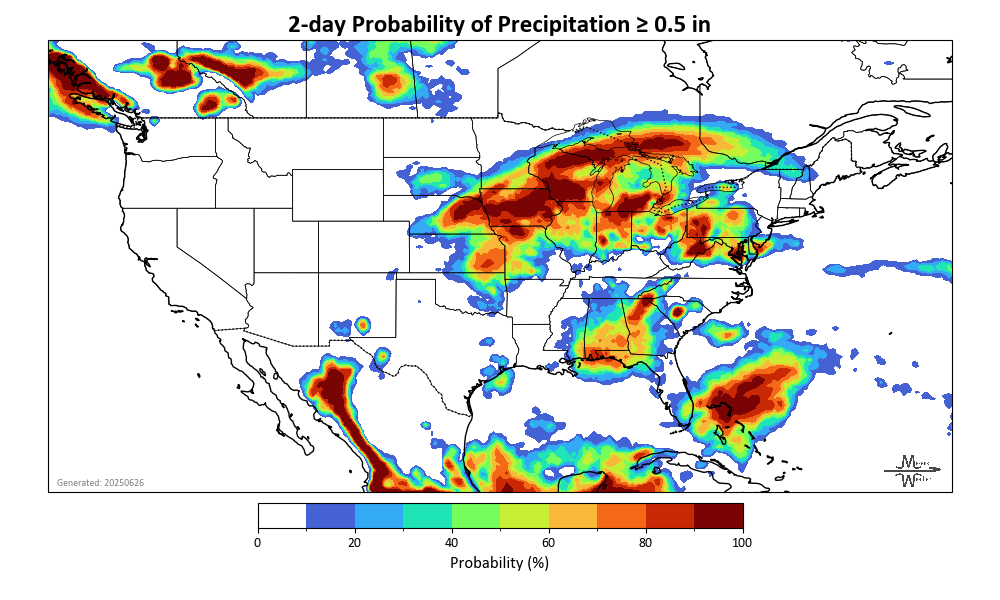 2-day Probability of Precipitation ≥ 0.5 in
Generated: 20250626
0 20 40 60 80 100
Probability (%)